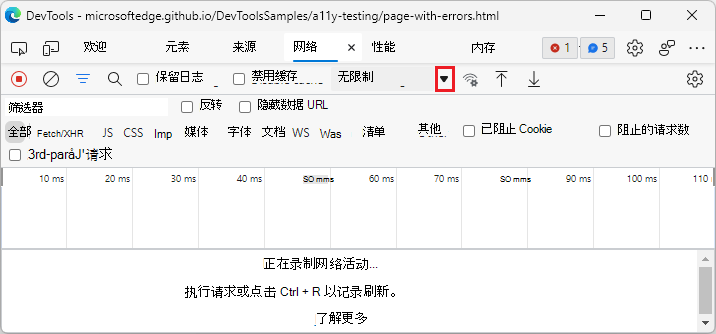 DevTools - microsoftedge.github.io/DevToolsSamples/a11y-testing/page-with-errors.html
欢迎 元素 来源 网络 性能 内存 1 5
保留日志 禁用缓存 无限制
筛选器 反转 隐藏数据 URL
全部 Fetch/XHR JS CSS Imp 媒体 字体 文档 WS Was 清单 其他 已阻止 Cookie 阻止的请求数
3rd-paråJ'请求
10 ms 20 ms 30 ms 40 ms SO mms 60 ms 70 ms SO mms 90 ms 100 ms 110
正在录制网络活动...
执行请求或点击 Ctrl + R 以记录刷新。
了解更多